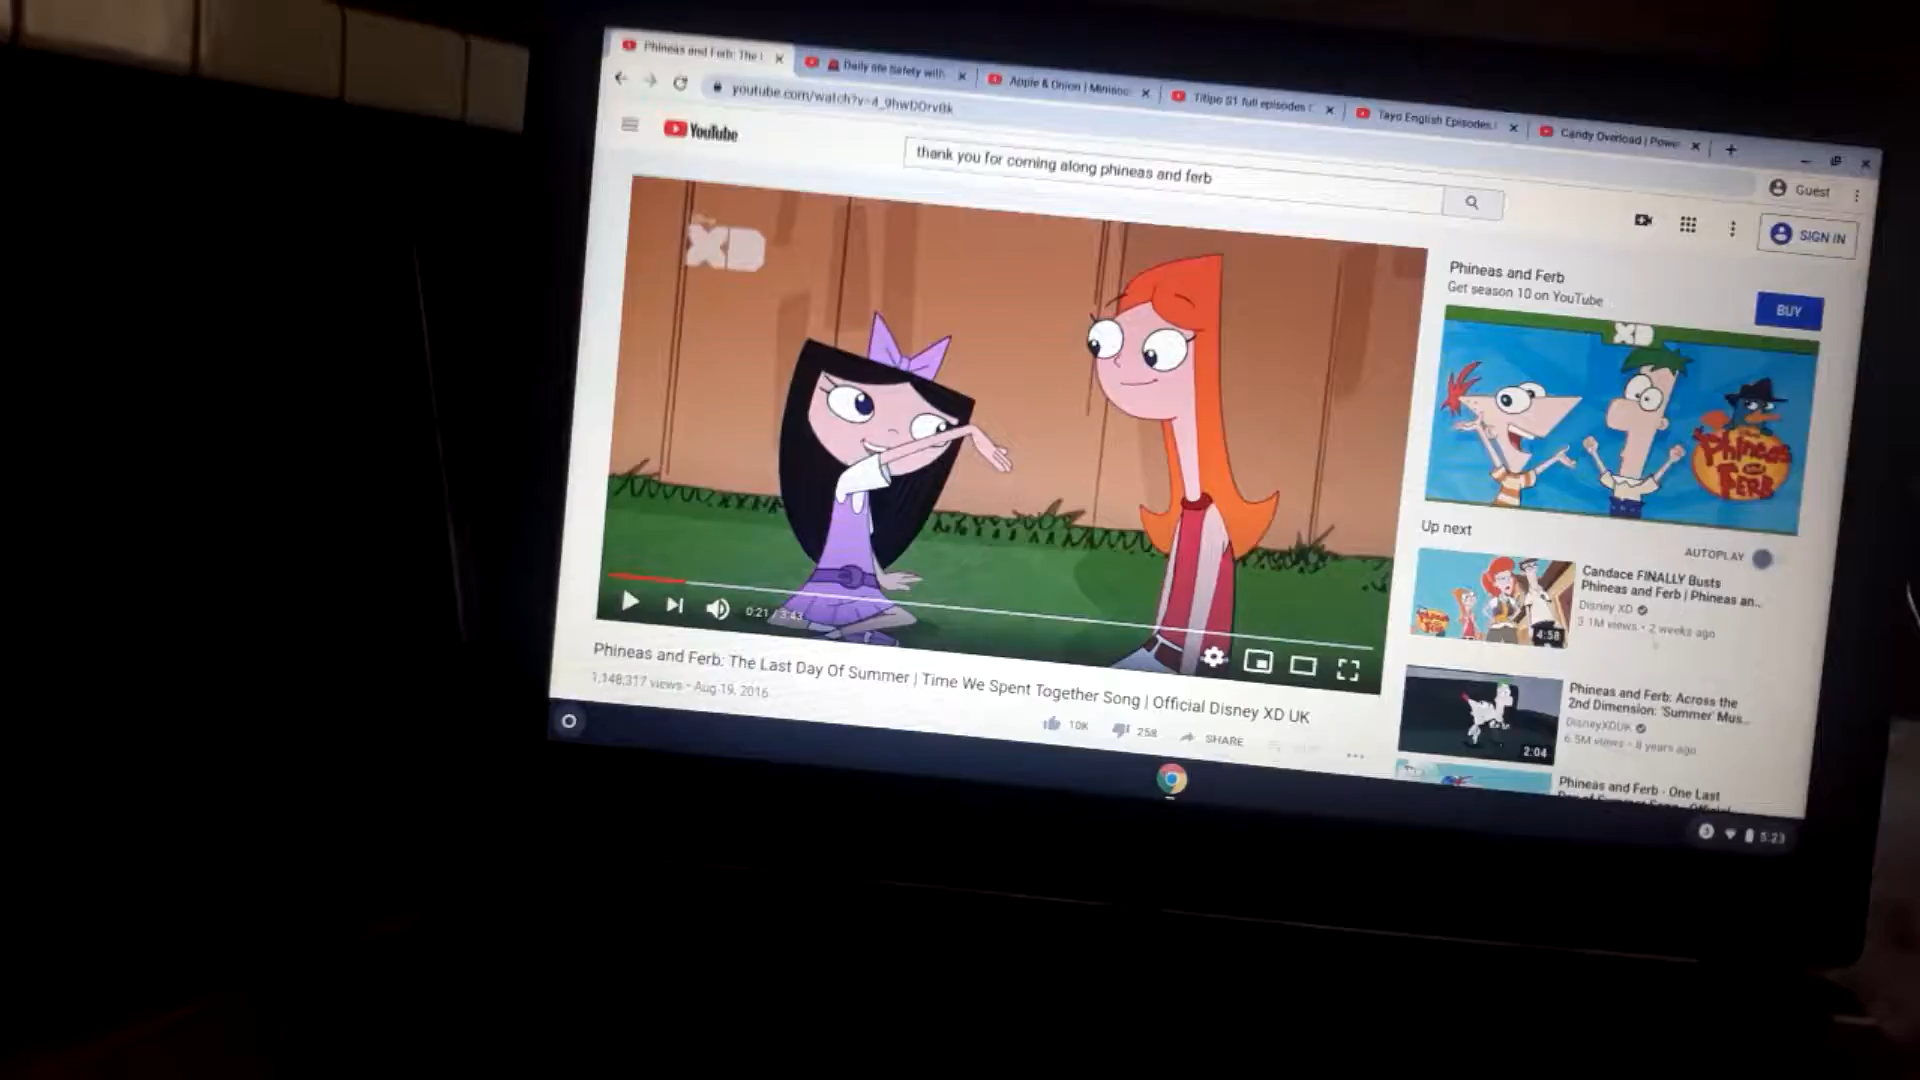 Phineas and Ferb: The
Daily life Safety with
Apple & Onion | Minisoc
Titipo S1 full episodes
Tayo English Episodes
Candy Overload | Powe
youtube.com/watch?v=
Guest
YouTube
thank you for coming along phineas and ferb
SIGN IN
XD
Phineas and Ferb
Get season 10 on YouTube
BUY
XD
Phineas and Ferb
Up next
AUTOPLAY
Candace FINALLY Busts
Phineas and Ferb | Phineas an...
Disney XD
3.1M views • 2 weeks ago
4:58
0:21 / 3:43
Phineas and Ferb: The Last Day Of Summer | Time We Spent Together Song | Official Disney XD UK
1,148,317 views • Aug 19, 2016
10K
258
SHARE
Phineas and Ferb: Across the
2nd Dimension: 'Summer' Mus...
DisneyXDUK
6.5M views • 8 years ago
2:04
Phineas and Ferb - One Last
5:23